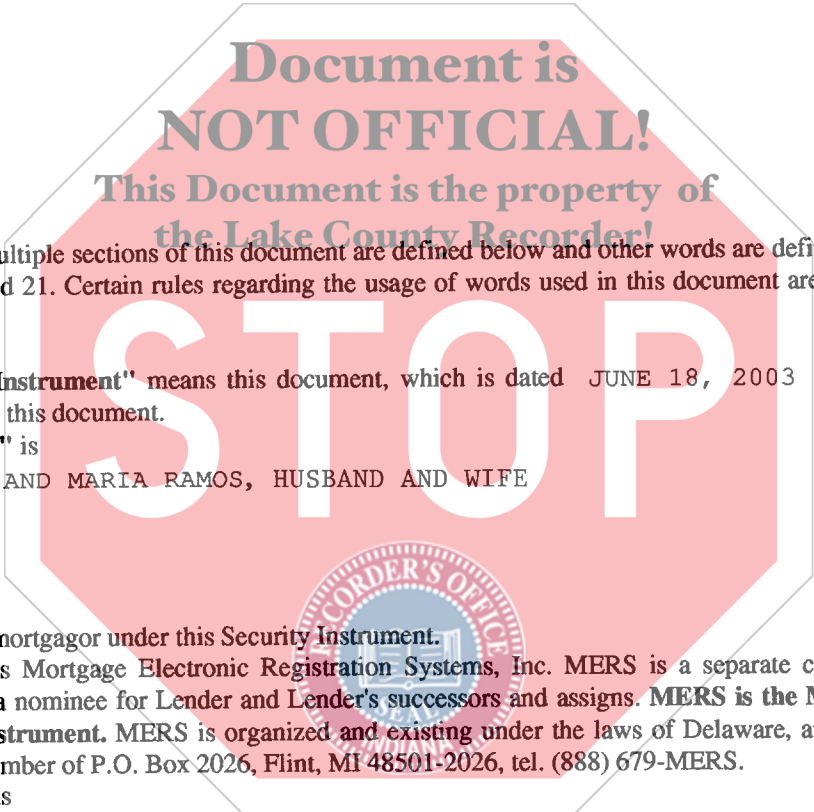 Document is
NOT OFFICIAL!
This Document is the property of
the Lake County Recorder!
ultiple sections of this document are defined below and other words are defi
d 21. Certain rules regarding the usage of words used in this document are
STOP
Instrument" means this document, which is dated JUNE 18, 2003
this document.
" is
AND MARIA RAMOS, HUSBAND AND WIFE
RECORDER'S OFFICE
SEAL
INDIANA
mortgagor under this Security Instrument.
s Mortgage Electronic Registration Systems, Inc. MERS is a separate c
a nominee for Lender and Lender's successors and assigns. MERS is the M
strument. MERS is organized and existing under the laws of Delaware, a
mber of P.O. Box 2026, Flint, MI 48501-2026, tel. (888) 679-MERS.
s